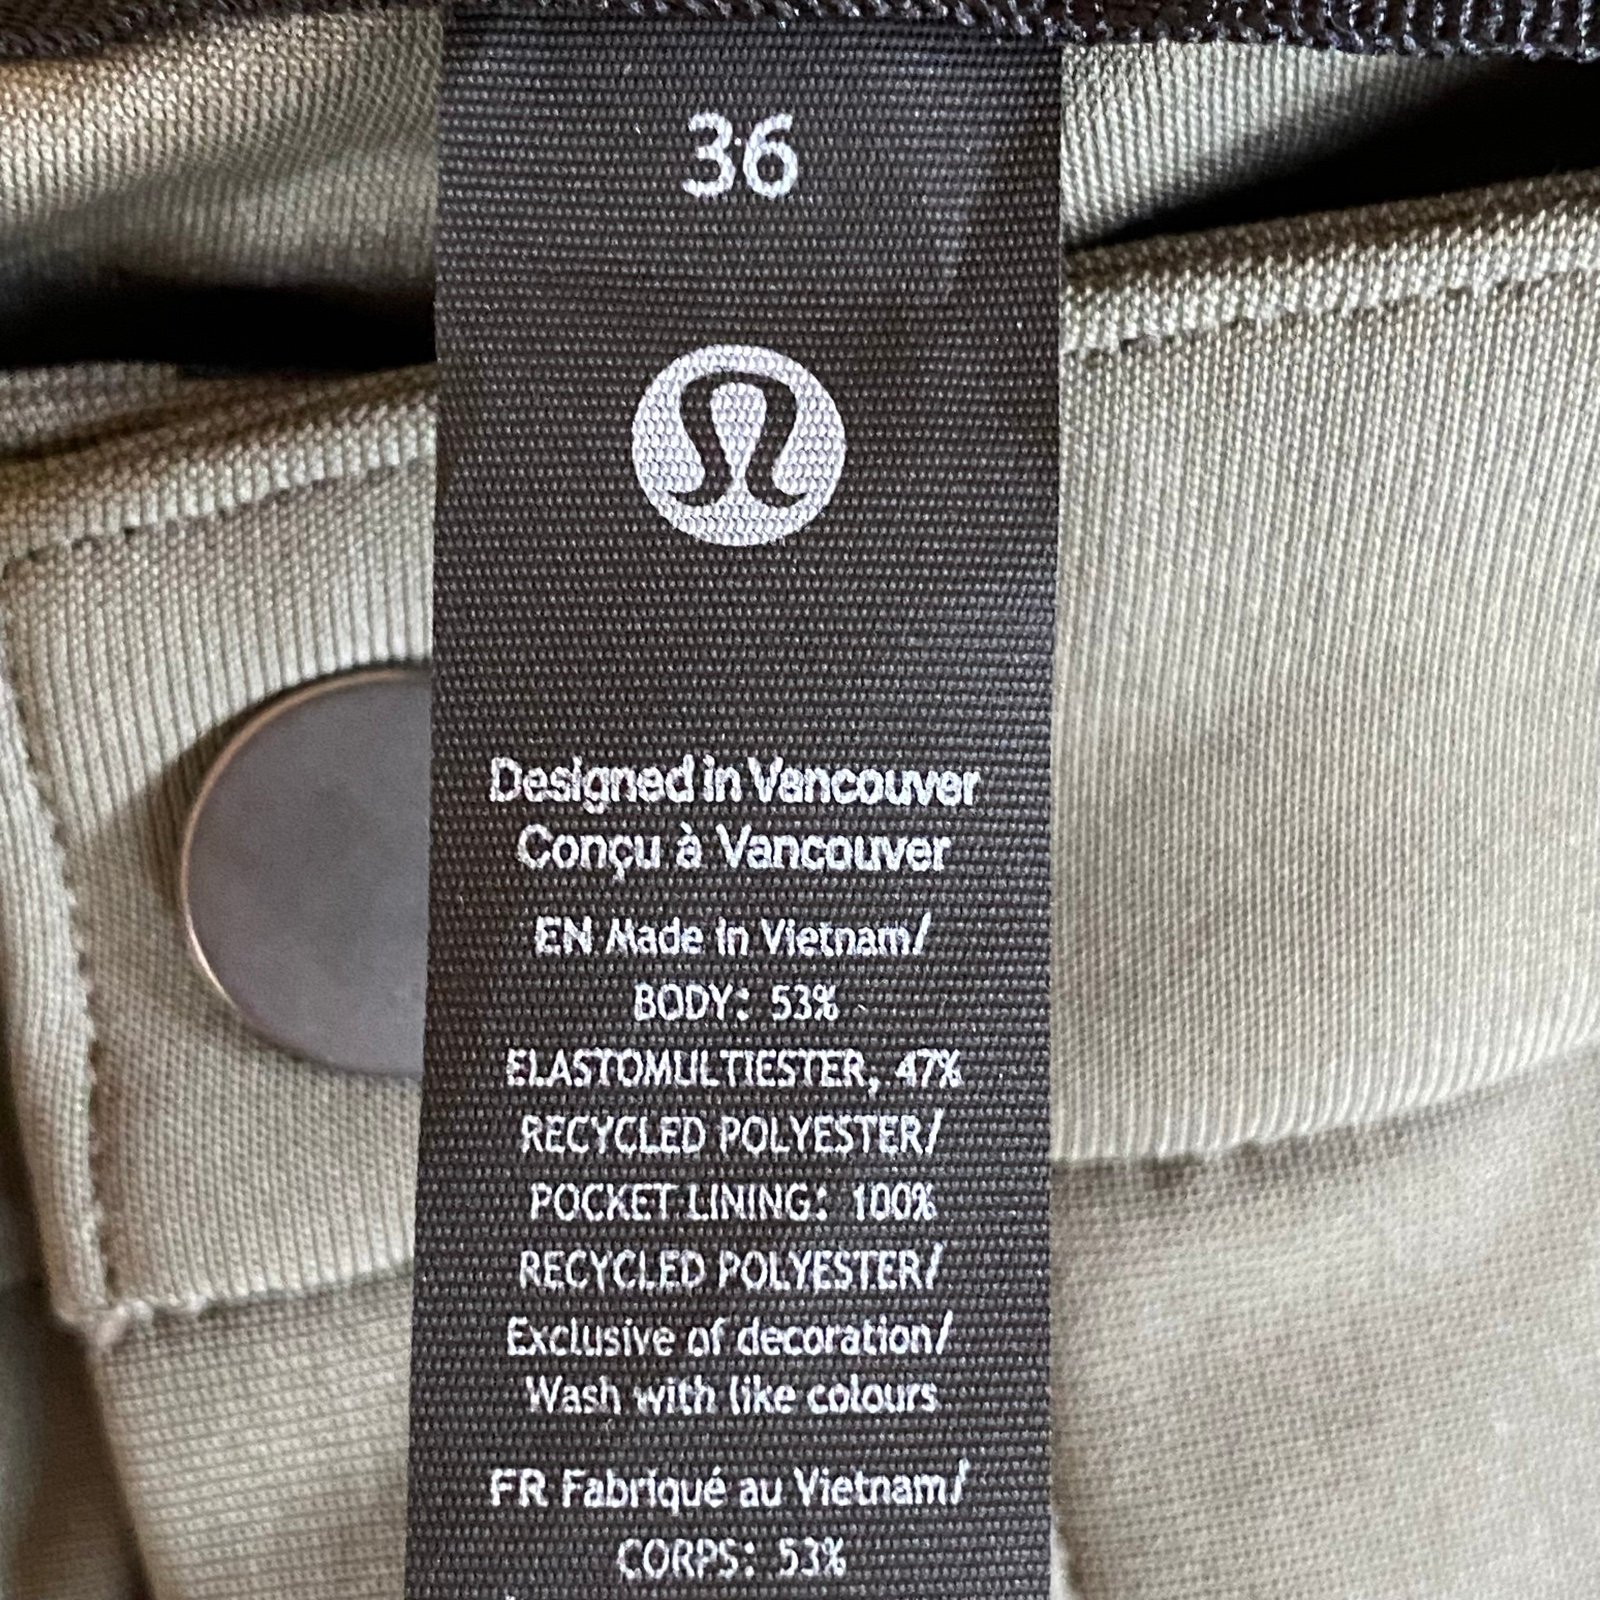 36
Designed in Vancouver
Conçu à Vancouver
EN Made in Vietnam/
BODY: 53%
ELASTOMULTIESTER, 47%
RECYCLED POLYESTER/
POCKET LINING: 100%
RECYCLED POLYESTER/
Exclusive of decoration/
Wash with like colours
FR Fabriqué au Vietnam/
CORPS: 53%